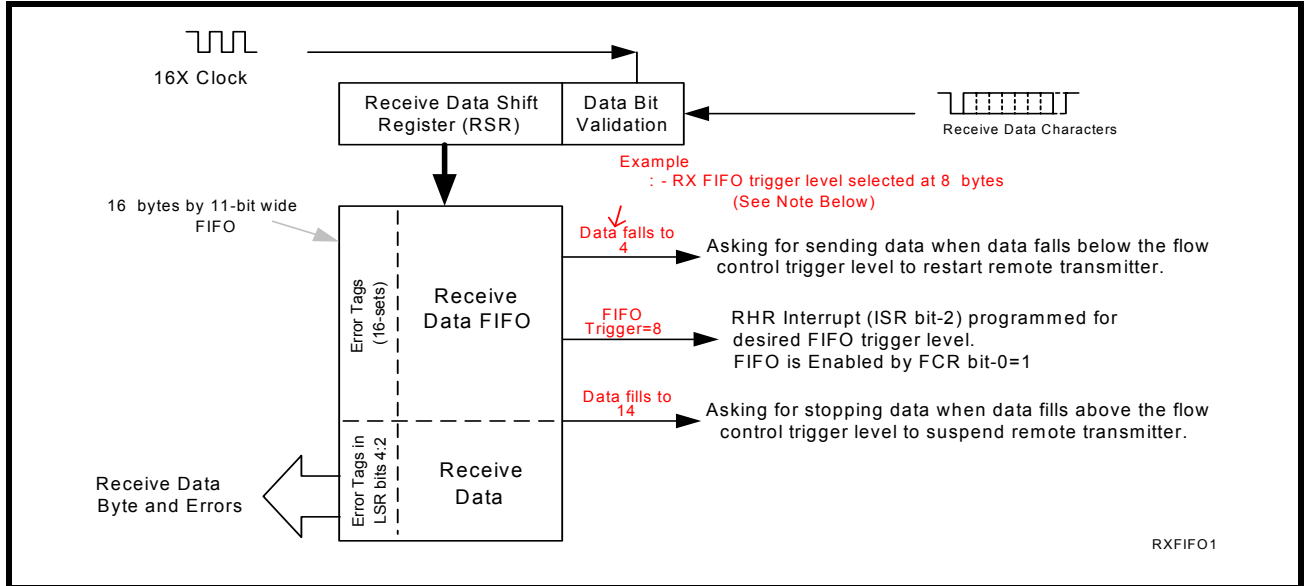 16X Clock
Receive Data Shift
Register (RSR)
Data Bit
Validation
Receive Data Characters
Example
: - RX FIFO trigger level selected at 8 bytes
(See Note Below)
16 bytes by 11-bit wide
FIFO
Error Tags
(16-sets)
Receive
Data FIFO
Data falls to
4
Asking for sending data when data falls below the flow
control trigger level to restart remote transmitter.
FIFO
Trigger=8
RHR Interrupt (ISR bit-2) programmed for
desired FIFO trigger level.
FIFO is Enabled by FCR bit-0=1
Data fills to
14
Asking for stopping data when data fills above the flow
control trigger level to suspend remote transmitter.
Error Tags in
LSR bits 4:2
Receive
Data
Receive Data
Byte and Errors
RXFIFO1